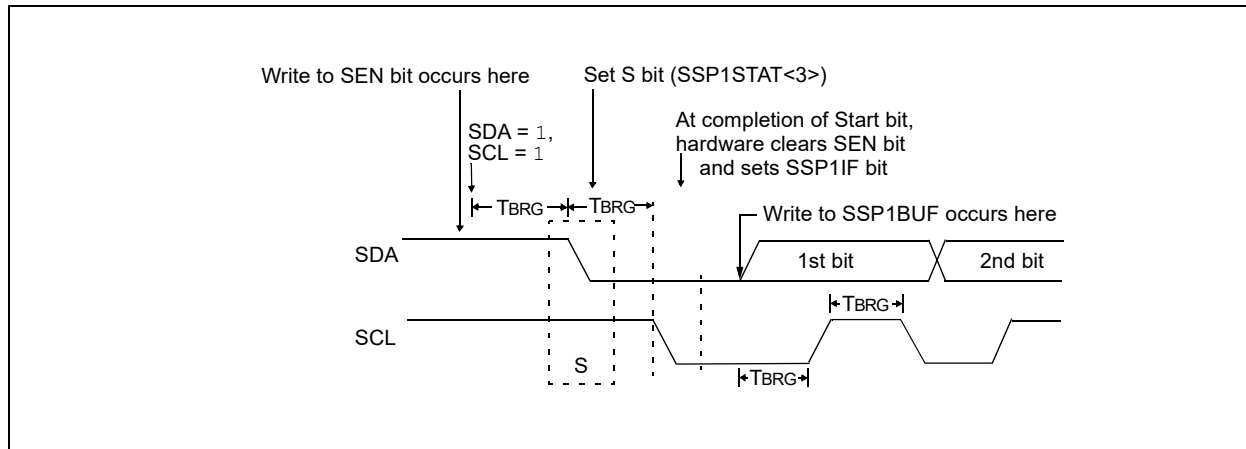 Write to SEN bit occurs here
Set S bit (SSP1STAT<3>)
SDA = 1,
SCL = 1
At completion of Start bit,
hardware clears SEN bit
and sets SSP1IF bit
TBRG
TBRG
Write to SSP1BUF occurs here
SDA
1st bit
2nd bit
TBRG
SCL
S
TBRG